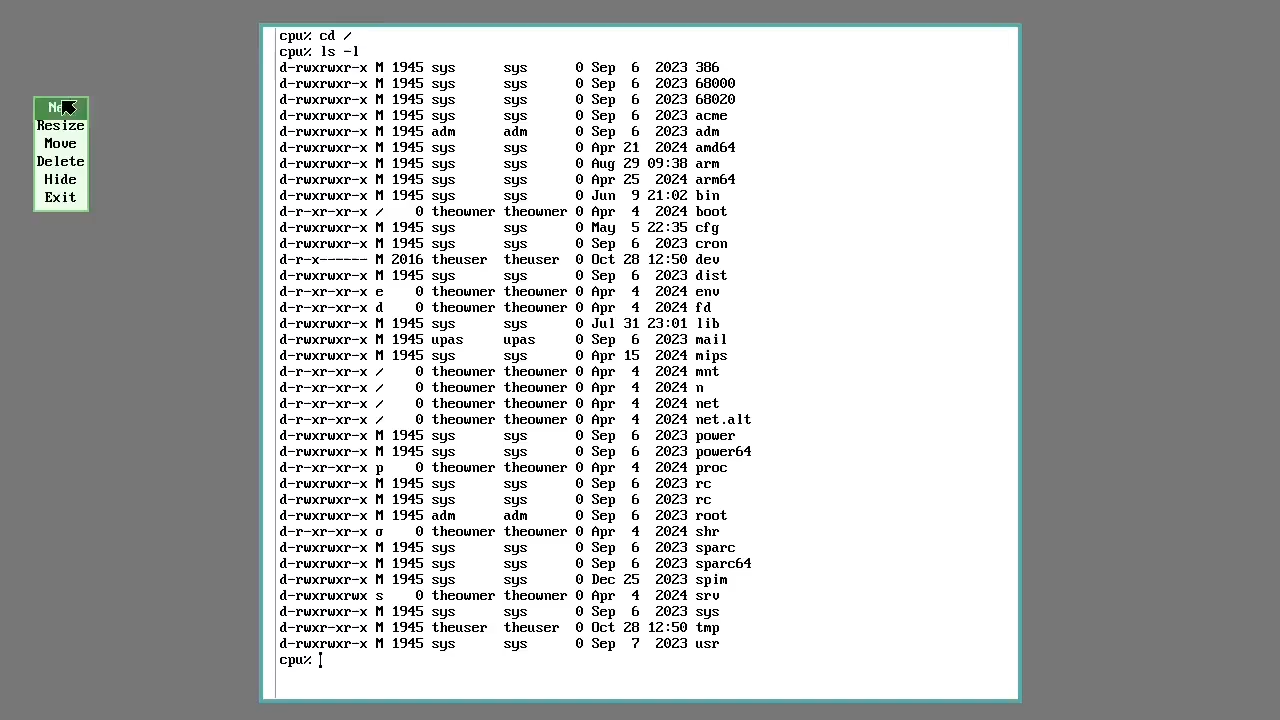 cpu% cd /
cpu% ls -l
d-rwxrwxr-x M 1945 sys      sys      0 Sep  6  2023 386
d-rwxrwxr-x M 1945 sys      sys      0 Sep  6  2023 68000
d-rwxrwxr-x M 1945 sys      sys      0 Sep  6  2023 68020
d-rwxrwxr-x M 1945 sys      sys      0 Sep  6  2023 acme
d-rwxrwxr-x M 1945 adm      adm      0 Sep  6  2023 adm
d-rwxrwxr-x M 1945 sys      sys      0 Apr 21  2024 amd64
d-rwxrwxr-x M 1945 sys      sys      0 Aug 29 09:38 arm
d-rwxrwxr-x M 1945 sys      sys      0 Apr 25  2024 arm64
d-rwxrwxr-x M 1945 sys      sys      0 Jun  9 21:02 bin
d-r-xr-xr-x /    0 theowner theowner 0 Apr  4  2024 boot
d-rwxrwxr-x M 1945 sys      sys      0 May  5 22:35 cfg
d-rwxrwxr-x M 1945 sys      sys      0 Sep  6  2023 cron
d-r-x------ M 2016 theuser  theuser  0 Oct 28 12:50 dev
d-rwxrwxr-x M 1945 sys      sys      0 Sep  6  2023 dist
d-r-xr-xr-x e    0 theowner theowner 0 Apr  4  2024 env
d-r-xr-xr-x d    0 theowner theowner 0 Apr  4  2024 fd
d-rwxrwxr-x M 1945 sys      sys      0 Jul 31 23:01 lib
d-rwxrwxr-x M 1945 upas     upas     0 Sep  6  2023 mail
d-rwxrwxr-x M 1945 sys      sys      0 Apr 15  2024 mips
d-r-xr-xr-x /    0 theowner theowner 0 Apr  4  2024 mnt
d-r-xr-xr-x /    0 theowner theowner 0 Apr  4  2024 n
d-r-xr-xr-x /    0 theowner theowner 0 Apr  4  2024 net
d-r-xr-xr-x /    0 theowner theowner 0 Apr  4  2024 net.alt
d-rwxrwxr-x M 1945 sys      sys      0 Sep  6  2023 power
d-rwxrwxr-x M 1945 sys      sys      0 Sep  6  2023 power64
d-r-xr-xr-x p    0 theowner theowner 0 Apr  4  2024 proc
d-rwxrwxr-x M 1945 sys      sys      0 Sep  6  2023 rc
d-rwxrwxr-x M 1945 sys      sys      0 Sep  6  2023 rc
d-rwxrwxr-x M 1945 adm      adm      0 Sep  6  2023 root
d-r-xr-xr-x σ    0 theowner theowner 0 Apr  4  2024 shr
d-rwxrwxr-x M 1945 sys      sys      0 Sep  6  2023 sparc
d-rwxrwxr-x M 1945 sys      sys      0 Sep  6  2023 sparc64
d-rwxrwxr-x M 1945 sys      sys      0 Dec 25  2023 spim
d-rwxrwxrwx s    0 theowner theowner 0 Apr  4  2024 srv
d-rwxrwxr-x M 1945 sys      sys      0 Sep  6  2023 sys
d-rwxr-xr-x M 1945 theuser  theuser  0 Oct 28 12:50 tmp
d-rwxrwxr-x M 1945 sys      sys      0 Sep  7  2023 usr
cpu%
Resize
Move
Delete
Hide
Exit